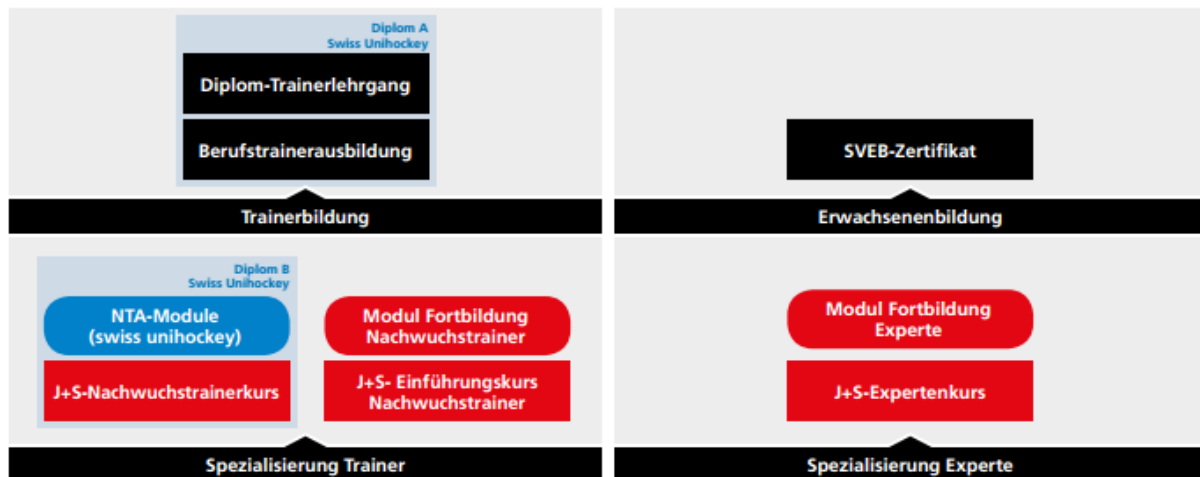 Diplom A
Swiss Unihockey
Diplom-Trainerlehrgang
Berufstrainerausbildung
SVEB-Zertifikat
Trainerbildung
Erwachsenenbildung
Diplom B
Swiss Unihockey
NTA-Module
(swiss unihockey)
Modul Fortbildung
Nachwuchstrainer
Modul Fortbildung
Experte
J+S-Nachwuchstrainerkurs
J+S- Einführungskurs
Nachwuchstrainer
J+S-Expertenkurs
Spezialisierung Trainer
Spezialisierung Experte